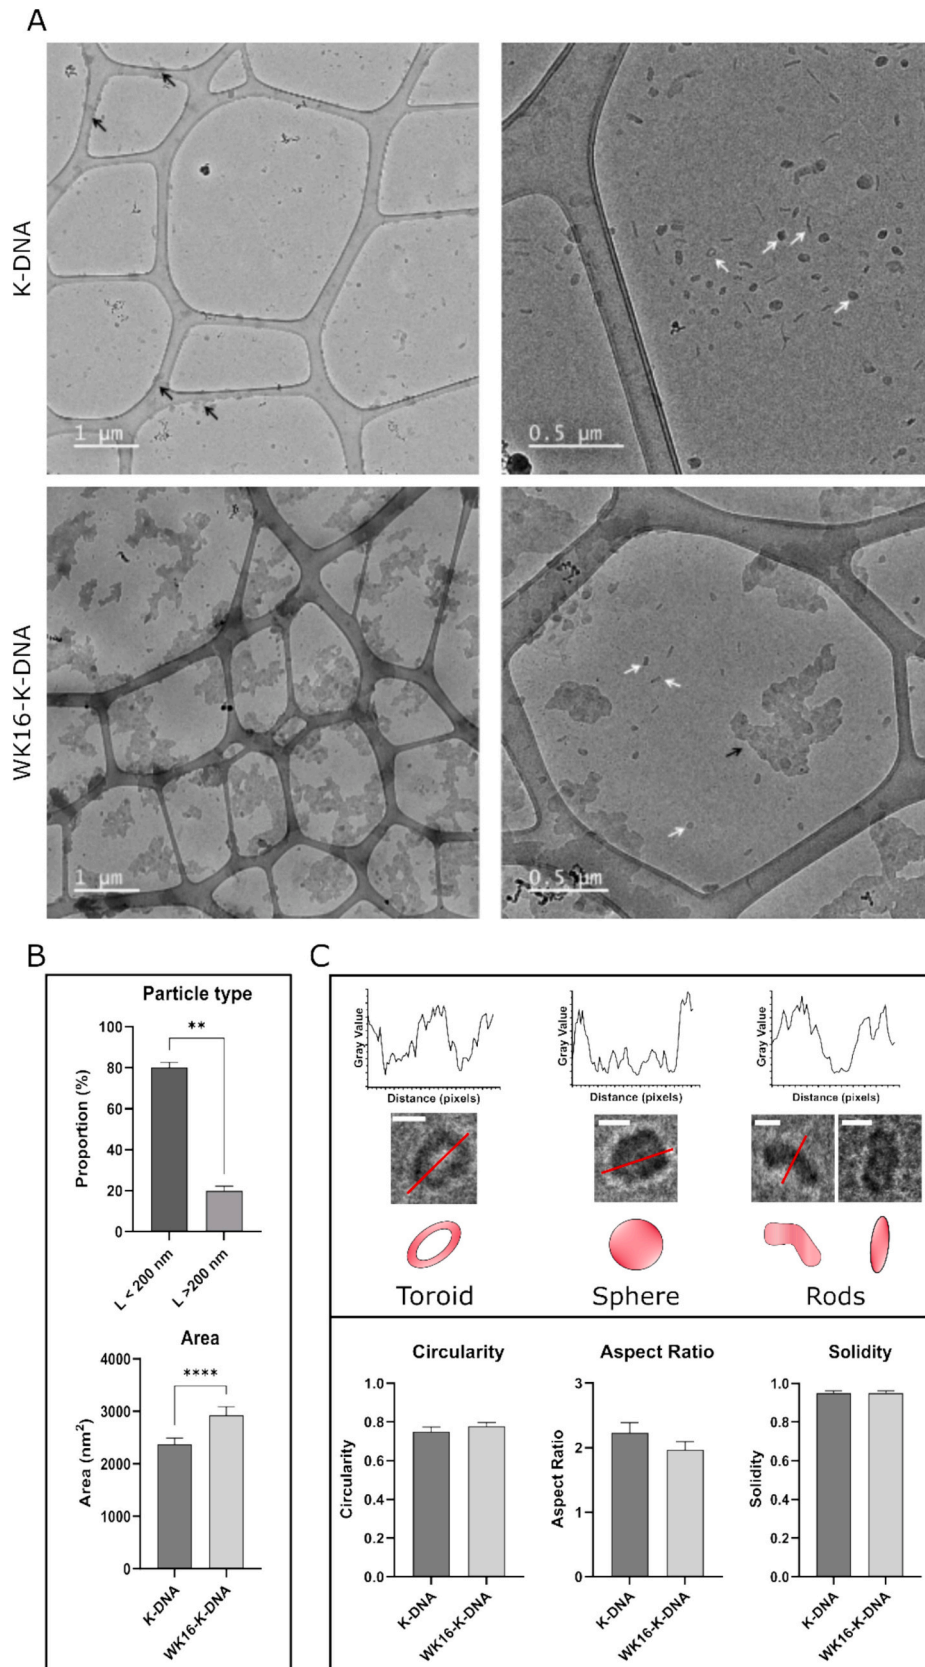 A
K-DNA
1 µm
0.5 µm
WK16-K-DNA
1 µm
0.5 µm
B
Particle type
Proportion (%)
100
80
60
40
20
0
**
L < 200 nm
L >200 nm
Area
Area (nm²)
4000
3000
2000
1000
0
****
K-DNA
WK16-K-DNA
C
Gray Value
Distance (pixels)
Gray Value
Distance (pixels)
Gray Value
Distance (pixels)
Toroid
Sphere
Rods
Circularity
Circularity
1.0
0.8
0.6
0.4
0.2
0.0
K-DNA
WK16-K-DNA
Aspect Ratio
Aspect Ratio
3
2
1
0
K-DNA
WK16-K-DNA
Solidity
Solidity
1.0
0.8
0.6
0.4
0.2
0.0
K-DNA
WK16-K-DNA